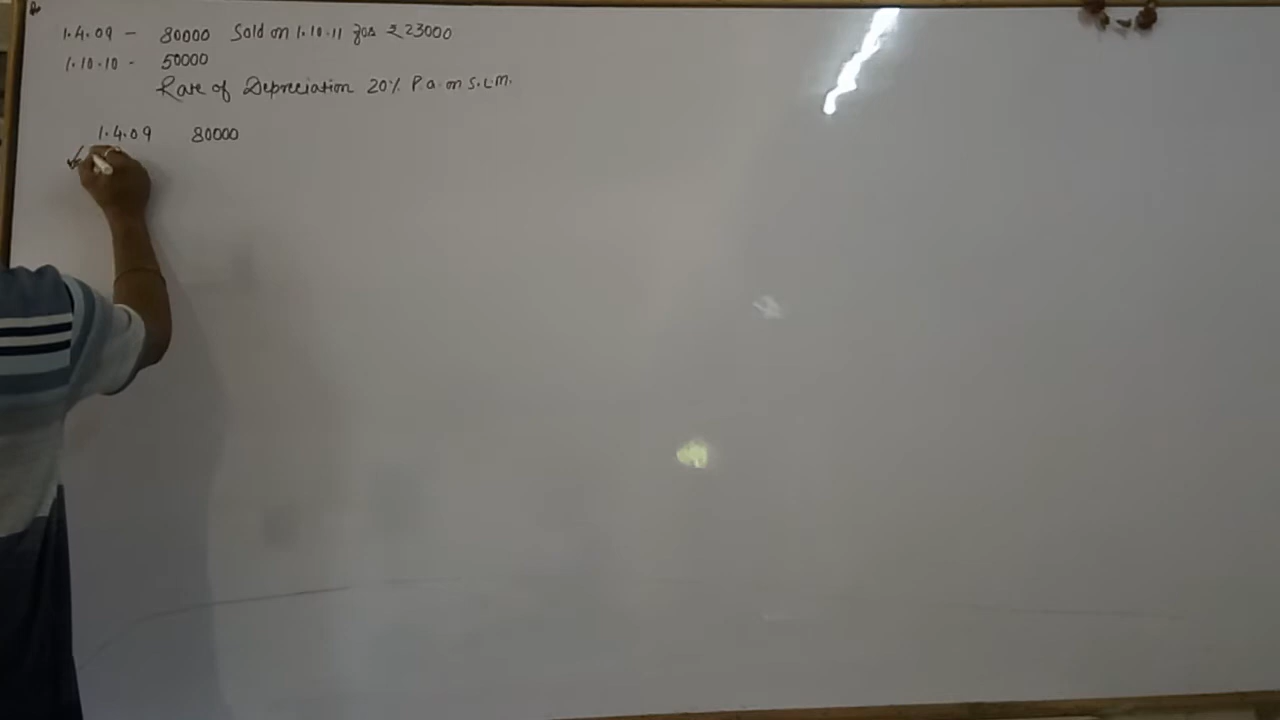 1.4.09 - 80000 Sold on 1.10.11 for ₹23000
1.10.10 - 50000
Rate of Depreciation 20% P.a. on S.L.M.
1.4.09 80000